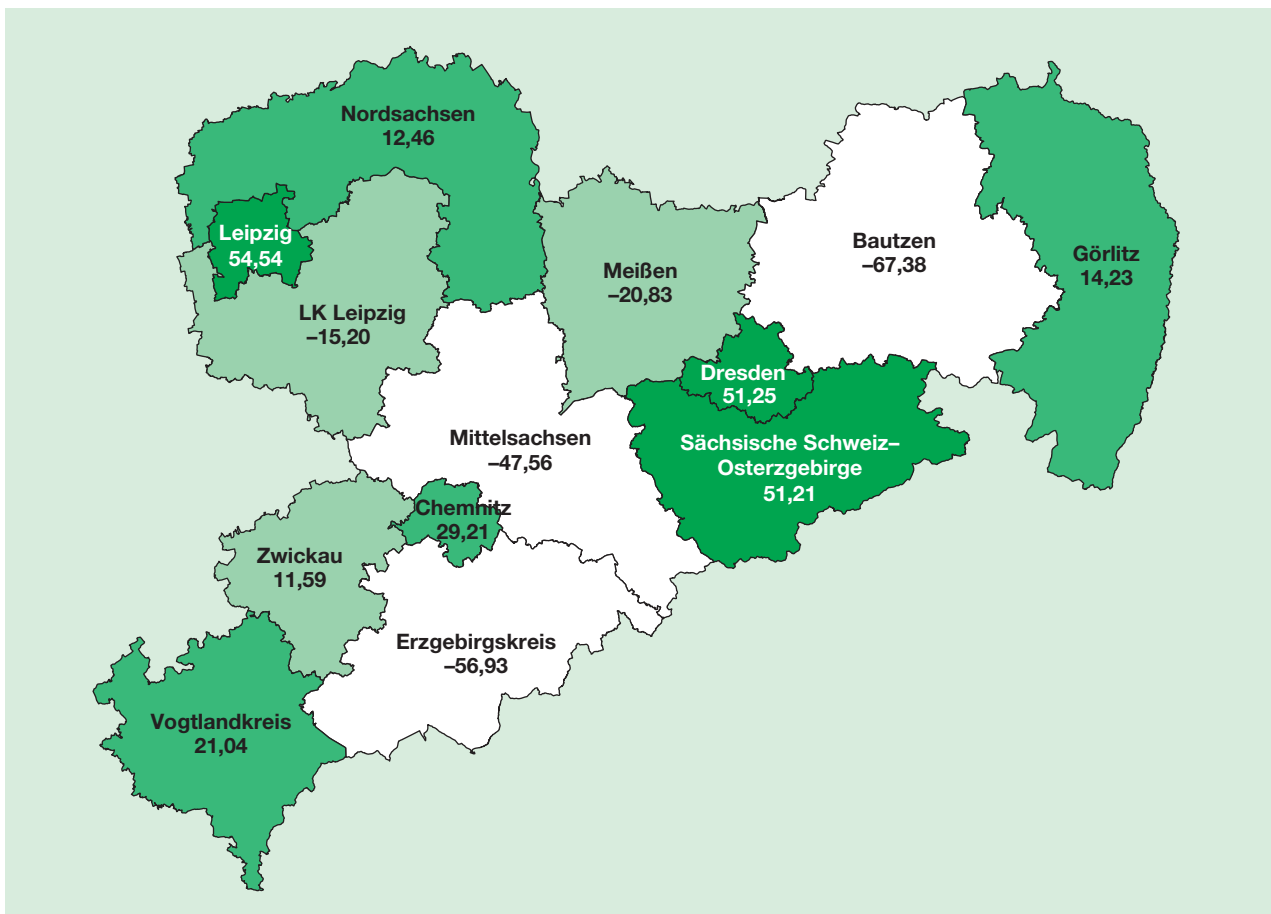 Nordsachsen
12,46
Leipzig
54,54
LK Leipzig
–15,20
Meißen
–20,83
Bautzen
–67,38
Görlitz
14,23
Dresden
51,25
Mittelsachsen
–47,56
Sächsische Schweiz–
Osterzgebirge
51,21
Chemnitz
29,21
Zwickau
11,59
Erzgebirgskreis
–56,93
Vogtlandkreis
21,04